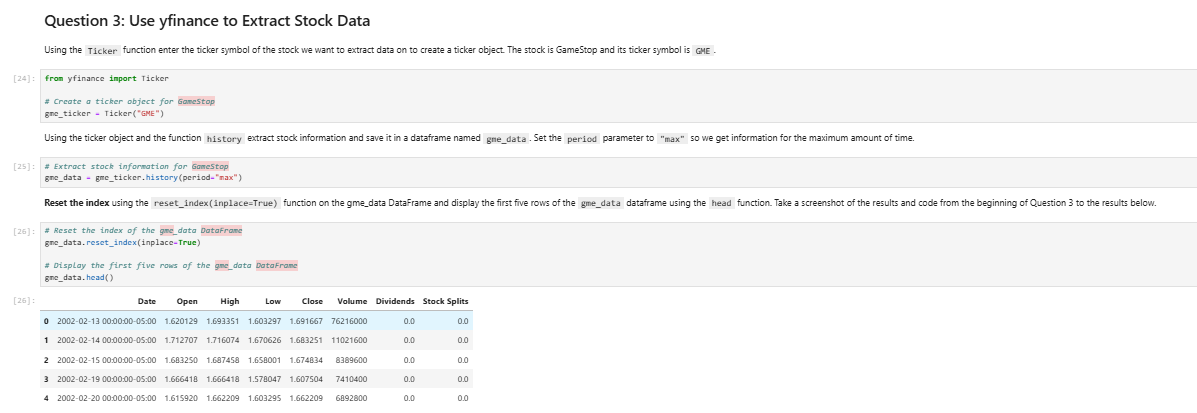 Question 3: Use yfinance to Extract Stock Data
Using the Ticker function enter the ticker symbol of the stock we want to extract data on to create a ticker object. The stock is GameStop and its ticker symbol is GME .
[24]: from yfinance import Ticker
# Create a ticker object for GameStop
gme_ticker = Ticker("GME")
Using the ticker object and the function history extract stock information and save it in a dataframe named gme_data . Set the period parameter to "max" so we get information for the maximum amount of time.
[25]: # Extract stock information for GameStop
gme_data = gme_ticker.history(period="max")
Reset the index using the reset_index(inplace=True) function on the gme_data DataFrame and display the first five rows of the gme_data dataframe using the head function. Take a screenshot of the results and code from the beginning of Question 3 to the results below.
[26]: # Reset the index of the gme_data DataFrame
gme_data.reset_index(inplace=True)
# Display the first five rows of the gme_data DataFrame
gme_data.head()
[26]: Date Open High Low Close Volume Dividends Stock Splits
0 2002-02-13 00:00:00-05:00 1.620129 1.693351 1.603297 1.691667 76216000 0.0 0.0
1 2002-02-14 00:00:00-05:00 1.712707 1.716074 1.670626 1.683251 11021600 0.0 0.0
2 2002-02-15 00:00:00-05:00 1.683250 1.687458 1.658001 1.674834 8389600 0.0 0.0
3 2002-02-19 00:00:00-05:00 1.666418 1.666418 1.578047 1.607504 7410400 0.0 0.0
4 2002-02-20 00:00:00-05:00 1.615920 1.662209 1.603295 1.662209 6892800 0.0 0.0